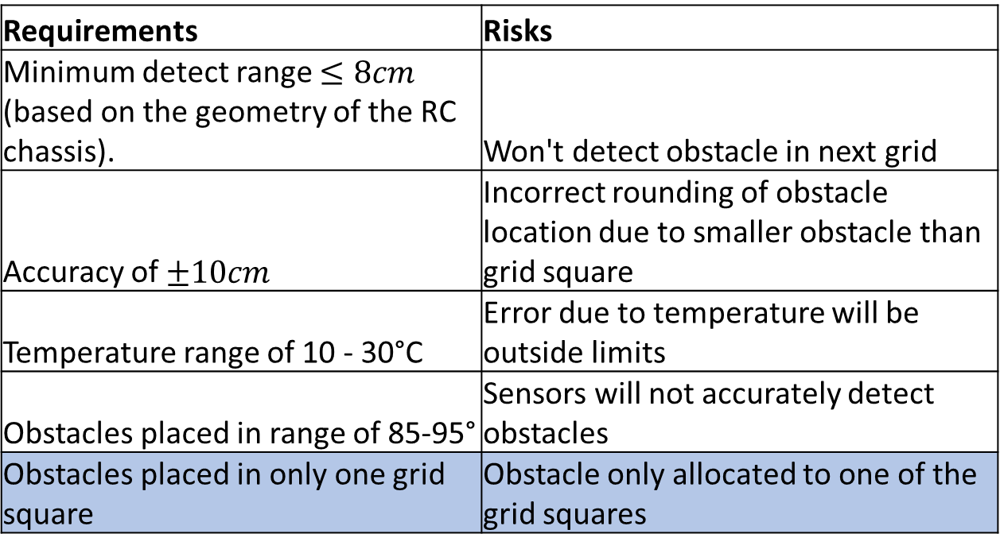 Requirements
Risks
Minimum detect range ≤ 8cm
(based on the geometry of the RC
chassis).
Won't detect obstacle in next grid
Accuracy of ±10cm
Incorrect rounding of obstacle
location due to smaller obstacle than
grid square
Temperature range of 10 - 30°C
Error due to temperature will be
outside limits
Obstacles placed in range of 85-95°
Sensors will not accurately detect
obstacles
Obstacles placed in only one grid
square
Obstacle only allocated to one of the
grid squares